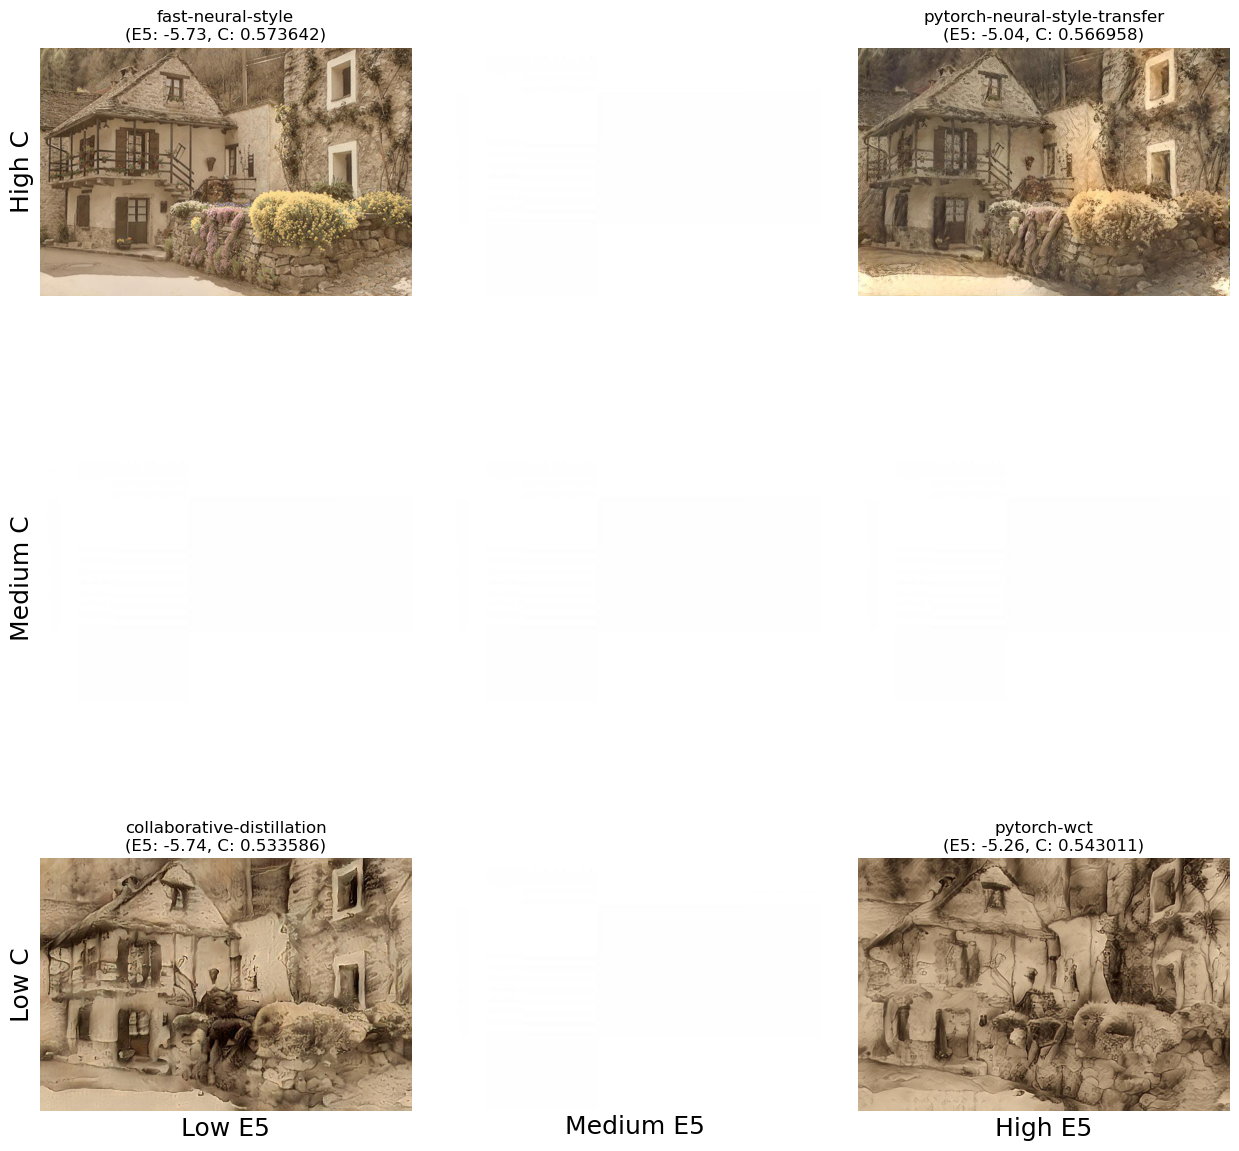 fast-neural-style
(E5: -5.73, C: 0.573642)
pytorch-neural-style-transfer
(E5: -5.04, C: 0.566958)
High C
Medium C
collaborative-distillation
(E5: -5.74, C: 0.533586)
pytorch-wct
(E5: -5.26, C: 0.543011)
Low C
Low E5
Medium E5
High E5